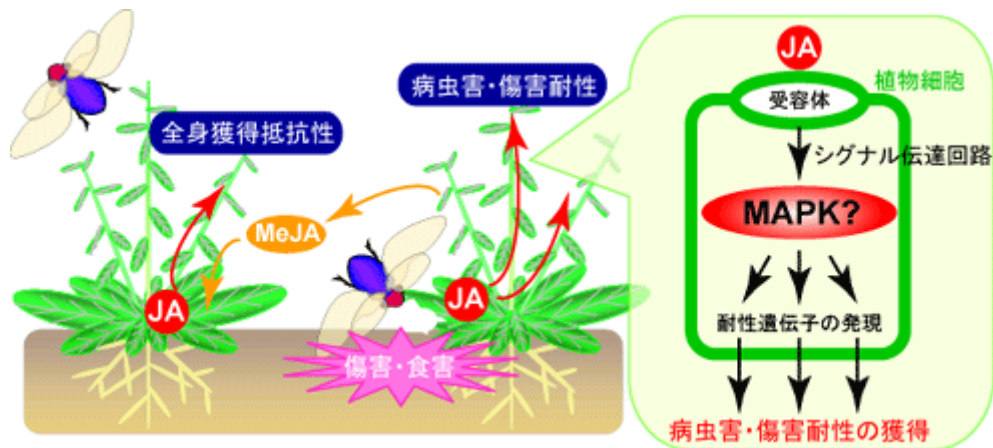 全身獲得抵抗性
MeJA
JA
病虫害・傷害耐性
JA
傷害・食害
JA
植物細胞
受容体
シグナル伝達回路
MAPK?
耐性遺伝子の発現
病虫害・傷害耐性の獲得